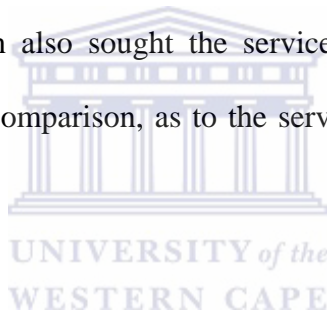 also sought the service
omparison, as to the serv
UNIVERSITY of the
WESTERN CAPE